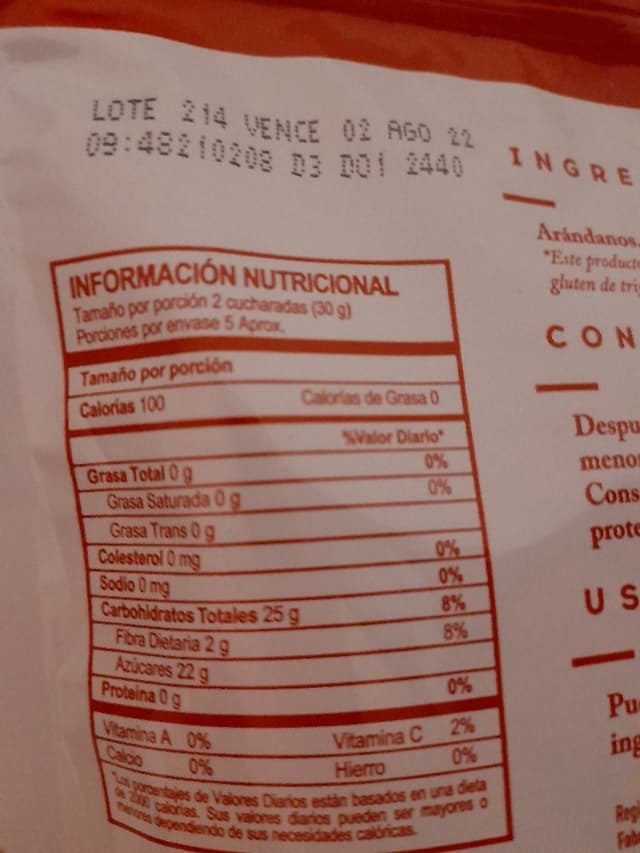 LOTE 214 VENCE 02 AGO 22
09:48210208 D3 D01 2440
INFORMACIÓN NUTRICIONAL
Tamaño por porción 2 cucharadas (30 g)
Porciones por envase 5 Aprox.
Tamaño por porción
Calorías 100 Calorías de Grasa 0
%Valor Diario*
Grasa Total 0 g 0%
Grasa Saturada 0 g 0%
Grasa Trans 0 g
Colesterol 0 mg 0%
Sodio 0 mg 0%
Carbohidratos Totales 25 g 8%
Fibra Dietaria 2 g 8%
Azúcares 22 g
Proteína 0 g 0%
Vitamina A 0% Vitamina C 2%
Calcio 0% Hierro 0%
*Los porcentajes de Valores Diarios están basados en una dieta
de 2000 calorías. Sus valores diarios pueden ser mayores o
menores dependiendo de sus necesidades calóricas.
INGRE
Arándanos.
*Este product
gluten de tri
CON
Despu
meno
Cons
prote
US
Pu
ing
Reg
Fab